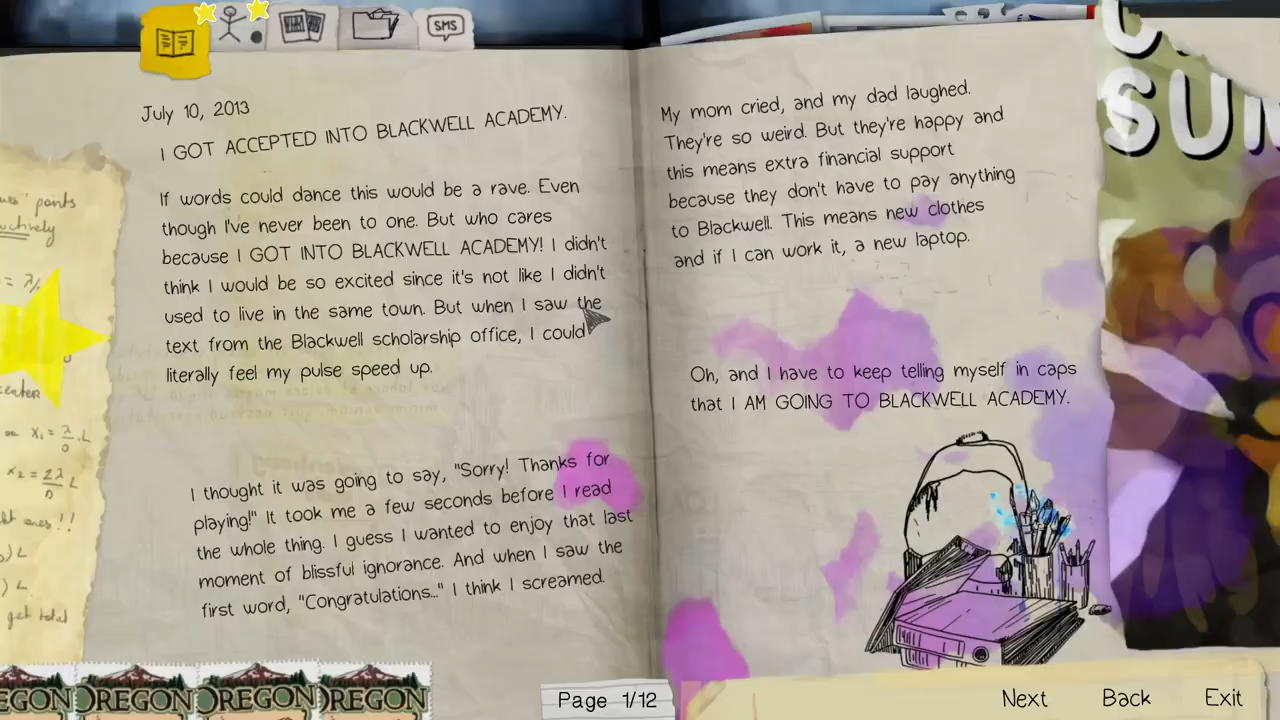 SMS
July 10, 2013
I GOT ACCEPTED INTO BLACKWELL ACADEMY.
If words could dance this would be a rave. Even
though I've never been to one. But who cares
because I GOT INTO BLACKWELL ACADEMY! I didn't
think I would be so excited since it's not like I didn't
used to live in the same town. But when I saw the
text from the Blackwell scholarship office, I could
literally feel my pulse speed up.
I thought it was going to say, "Sorry! Thanks for
playing!" It took me a few seconds before I read
the whole thing. I guess I wanted to enjoy that last
moment of blissful ignorance. And when I saw the
first word, "Congratulations..." I think I screamed.
My mom cried, and my dad laughed.
They're so weird. But they're happy and
this means extra financial support
because they don't have to pay anything
to Blackwell. This means new clothes
and if I can work it, a new laptop.
Oh, and I have to keep telling myself in caps
that I AM GOING TO BLACKWELL ACADEMY.
pants
x₁ = λ/D . L
x₂ = 2λ/D L
) L
) L
get total
SUN
EGON OREGON OREGON OREGON
Page 1/12
Next Back Exit